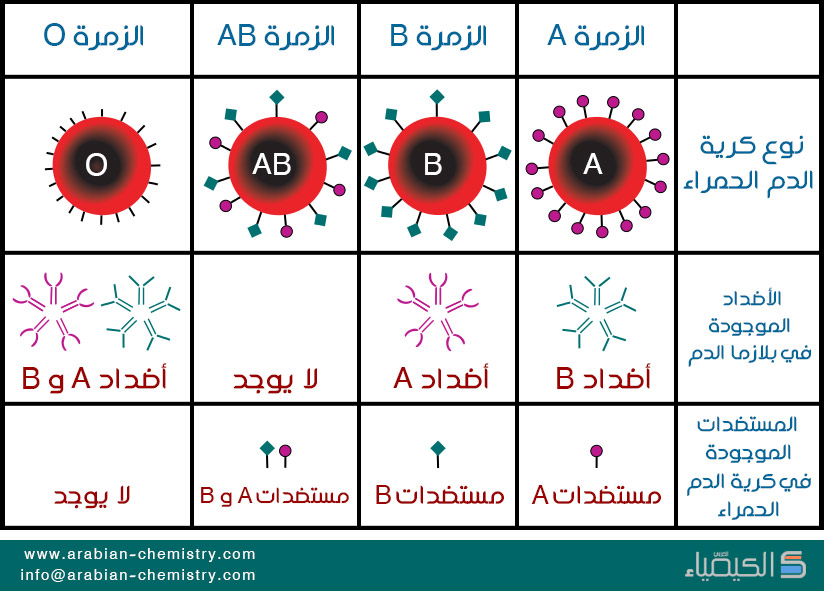 الزمرة A
الزمرة B
الزمرة AB
الزمرة O
نوع كرية
الدم الحمراء
A
B
AB
O
الأضداد
الموجودة
في بلازما الدم
أضداد B
أضداد A
لا يوجد
أضداد A و B
المستضدات
الموجودة
في كرية الدم
الحمراء
مستضدات A
مستضدات B
مستضدات A و B
لا يوجد
www.arabian-chemistry.com
info@arabian-chemistry.com
الكيمياء